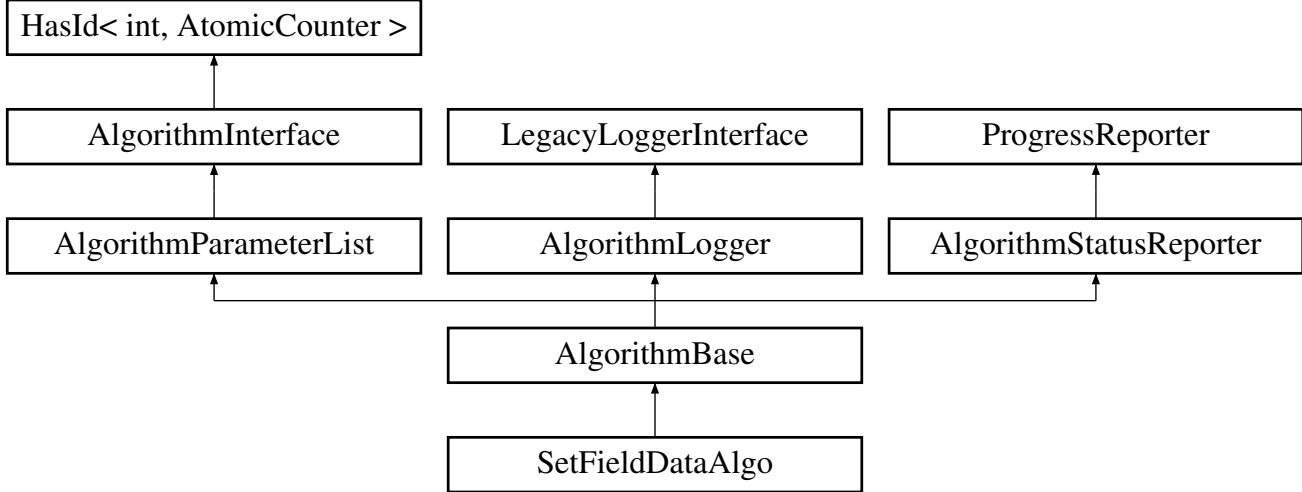 HasId< int, AtomicCounter >
AlgorithmInterface
LegacyLoggerInterface
ProgressReporter
AlgorithmParameterList
AlgorithmLogger
AlgorithmStatusReporter
AlgorithmBase
SetFieldDataAlgo